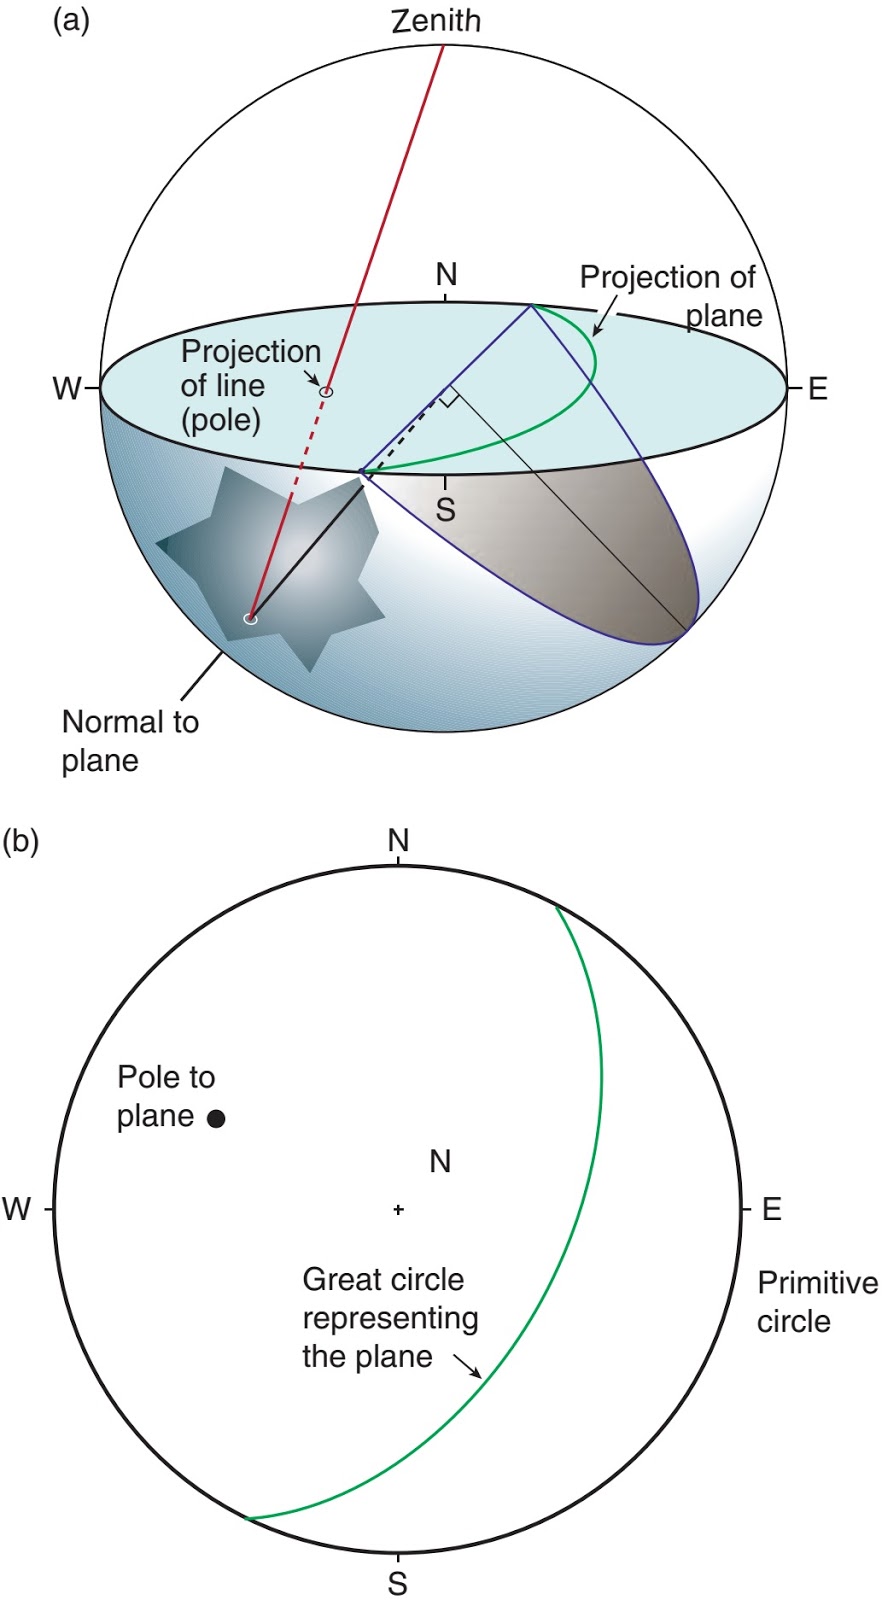 (a)
Zenith
N
Projection of
plane
Projection
of line
(pole)
W
E
S
Normal to
plane
(b)
N
Pole to
plane
N
W
E
Great circle
representing
the plane
Primitive
circle
S